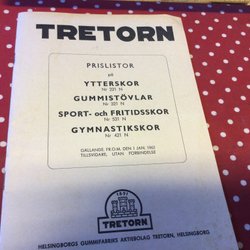 TRETORN
PRISLISTOR
på
YTTERSKOR
Nr 221 N
GUMMISTÖVLAR
Nr 321 N
SPORT- och FRITIDSSKOR
Nr 521 N
GYMNASTIKSKOR
Nr 421 N
GÄLLANDE FR.O.M. DEN 1 JAN. 1962
TILLSVIDARE, UTAN FÖRBINDELSE
1891
TRETORN
HELSINGBORGS GUMMIFABRIKS AKTIEBOLAG TRETORN, HELSINGBORG